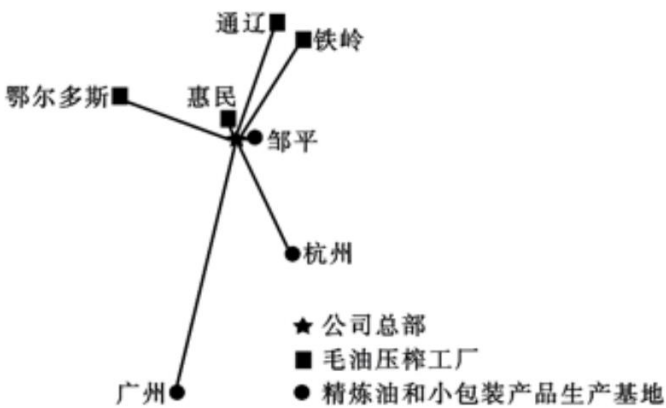 通辽
铁岭
鄂尔多斯
惠民
邹平
杭州
公司总部
毛油压榨工厂
广州
精炼油和小包装产品生产基地